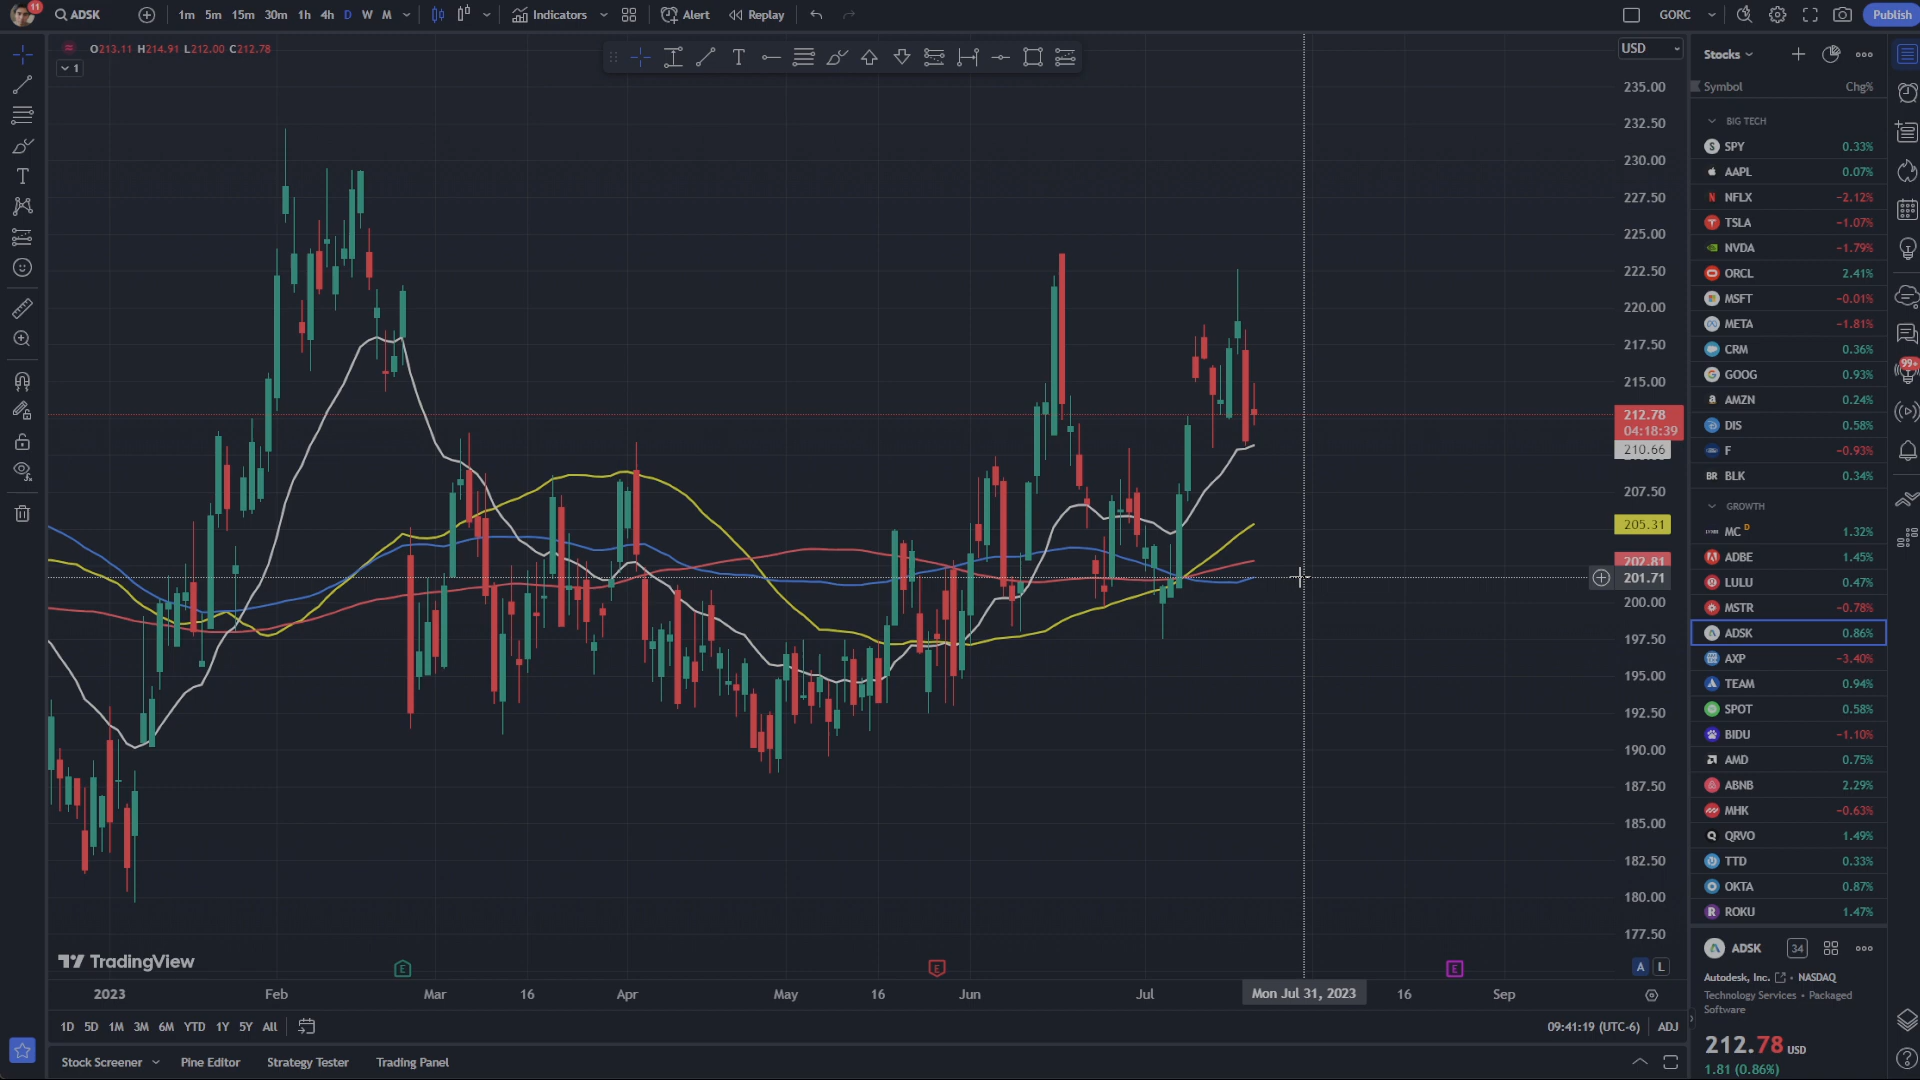 11
ADSK
1m 5m 15m 30m 1h 4h D W M
Indicators
Alert
Replay
GORC
Publish
O213.11 H214.91 L212.00 C212.78
1
USD
235.00
232.50
230.00
227.50
225.00
222.50
220.00
217.50
215.00
212.78
04:18:39
210.66
207.50
205.31
202.81
201.71
200.00
197.50
195.00
192.50
190.00
187.50
185.00
182.50
180.00
177.50
A L
TradingView
E E E
2023 Feb Mar 16 Apr May 16 Jun Jul Mon Jul 31, 2023 16 Sep
1D 5D 1M 3M 6M YTD 1Y 5Y All
09:41:19 (UTC-6) ADJ
Stock Screener Pine Editor Strategy Tester Trading Panel
Stocks
Symbol Chg%
BIG TECH
SPY 0.33%
AAPL 0.07%
NFLX −2.12%
TSLA −1.07%
NVDA −1.79%
ORCL 2.41%
MSFT −0.01%
META −1.81%
CRM 0.36%
GOOG 0.93%
AMZN 0.24%
DIS 0.58%
F −0.93%
BR BLK 0.34%
GROWTH
MC D 1.32%
ADBE 1.45%
LULU 0.47%
MSTR −0.78%
ADSK 0.86%
AXP −3.40%
TEAM 0.94%
SPOT 0.58%
BIDU −1.10%
AMD 0.75%
ABNB 2.29%
MHK −0.63%
QRVO 1.49%
TTD 0.33%
OKTA 0.87%
ROKU 1.47%
ADSK 34
Autodesk, Inc. • NASDAQ
Technology Services • Packaged
Software
212.78 USD
1.81 (0.86%)
99+